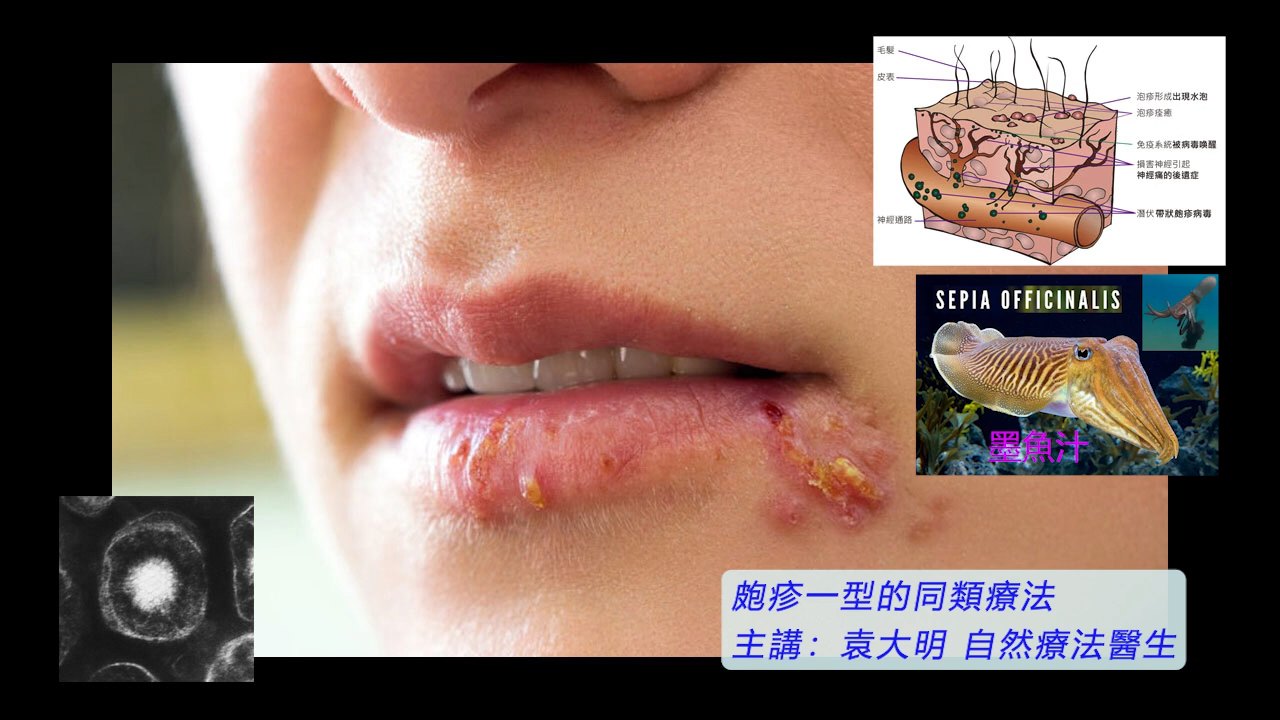 毛髮
皮表
泡疹形成出現水泡
泡疹痊癒
免疫系統被病毒喚醒
損害神經引起
神經痛的後遺症
神經通路
潛伏帶狀皰疹病毒
SEPIA OFFICINALIS
墨魚汁
皰疹一型的同類療法
主講：袁大明 自然療法醫生